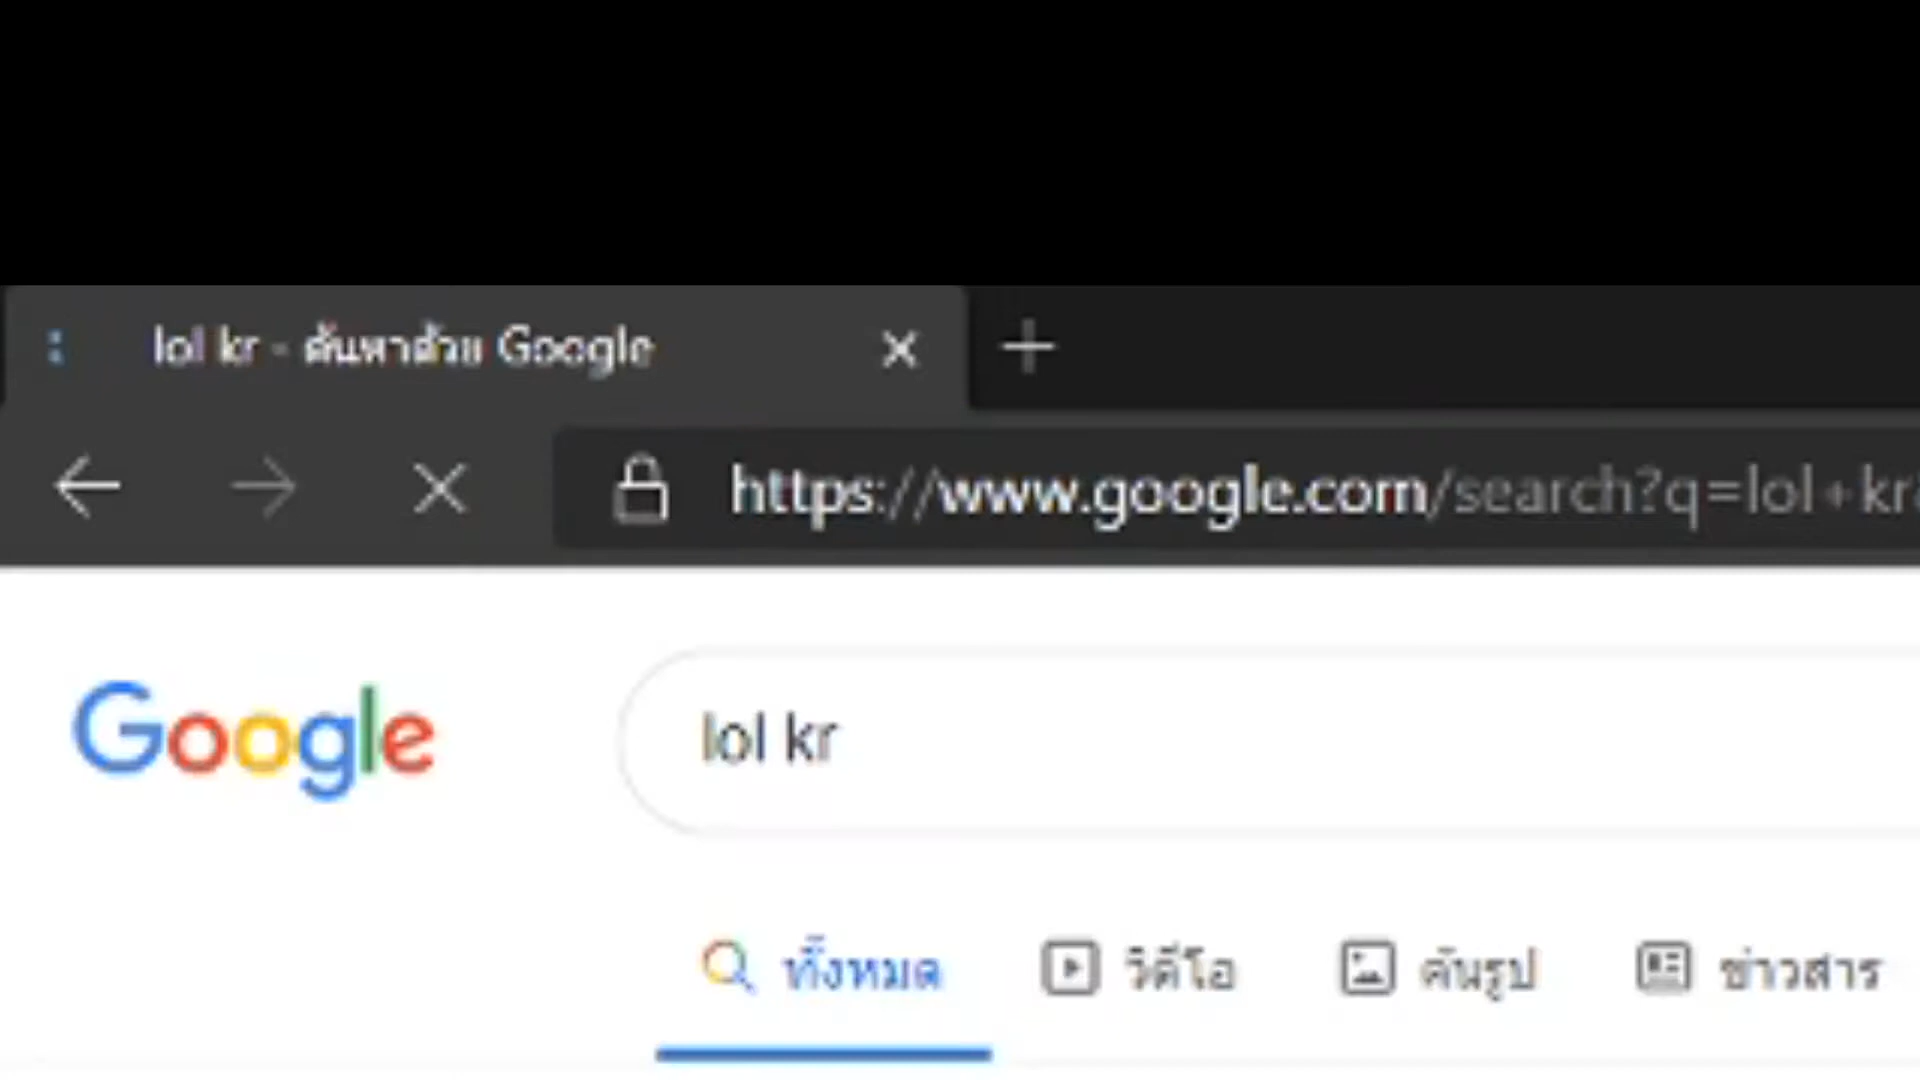 lol kr - ค้นหาด้วย Google
https://www.google.com/search?q=lol+kr
Google
lol kr
ทั้งหมด
วิดีโอ
ค้นรูป
ข่าวสาร